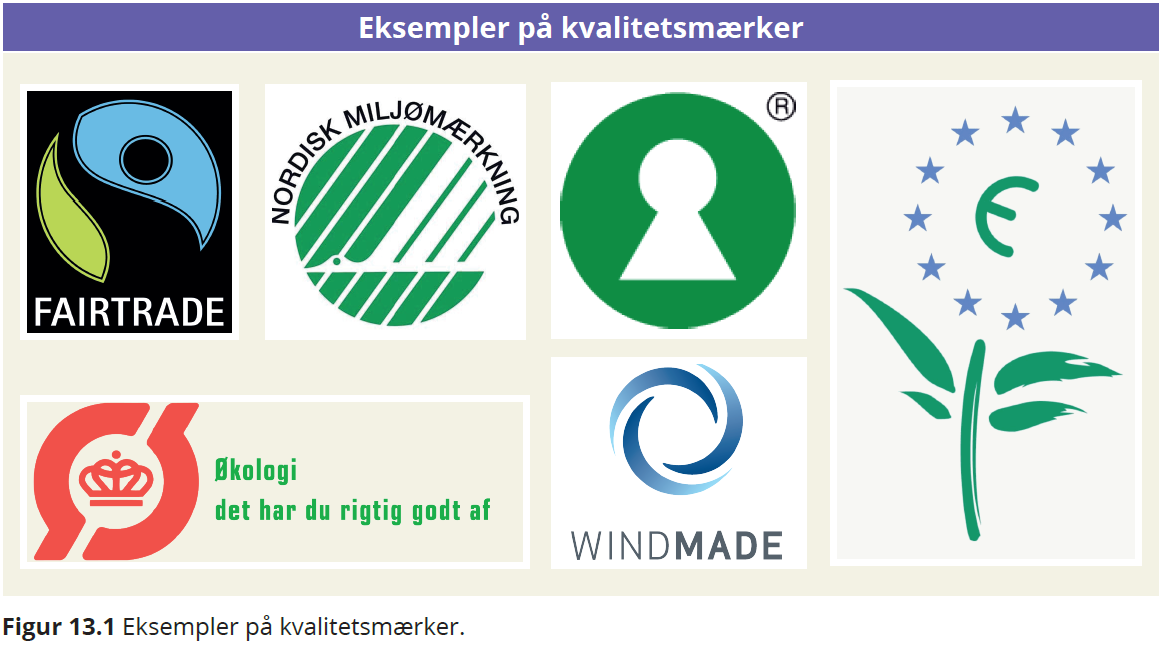 Eksempler på kvalitetsmærker
FAIRTRADE
NORDISK MILJØMÆRKNING
®
Økologi
det har du rigtig godt af
WINDMADE
Figur 13.1 Eksempler på kvalitetsmærker.